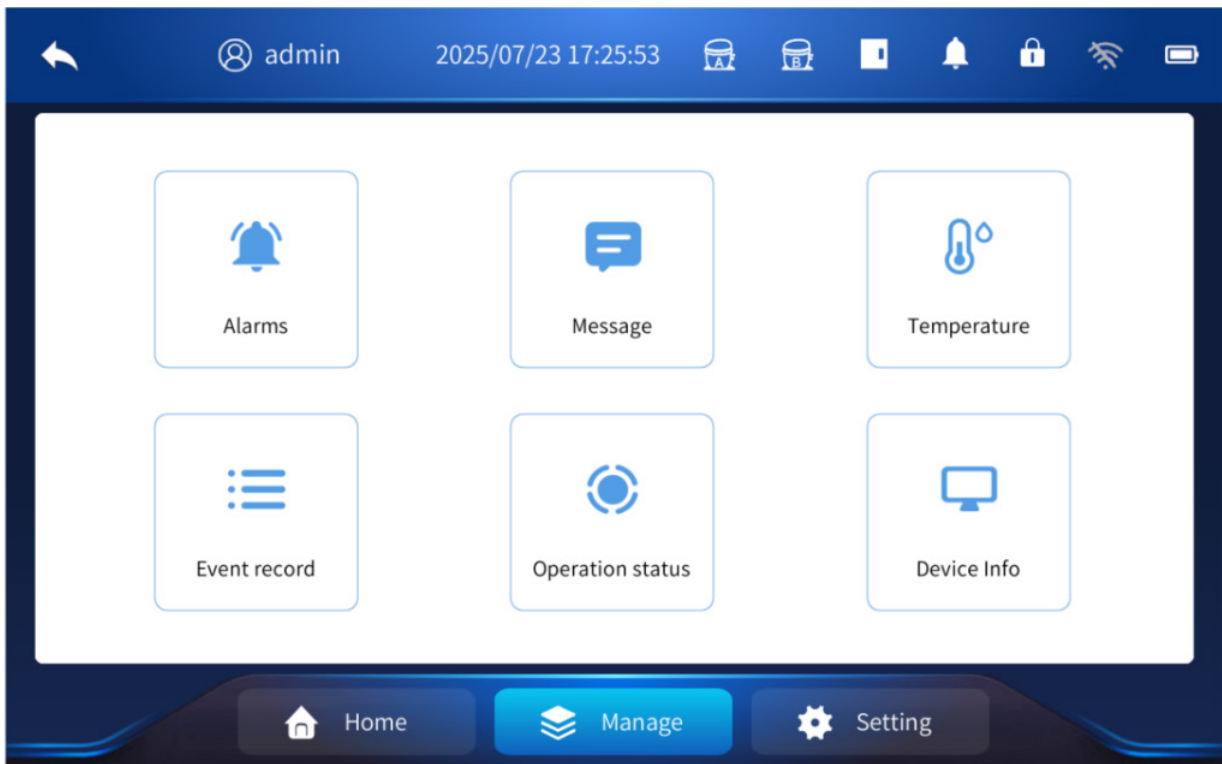 admin 2025/07/23 17:25:53 A B
Alarms Message Temperature
Event record Operation status Device Info
Home Manage Setting